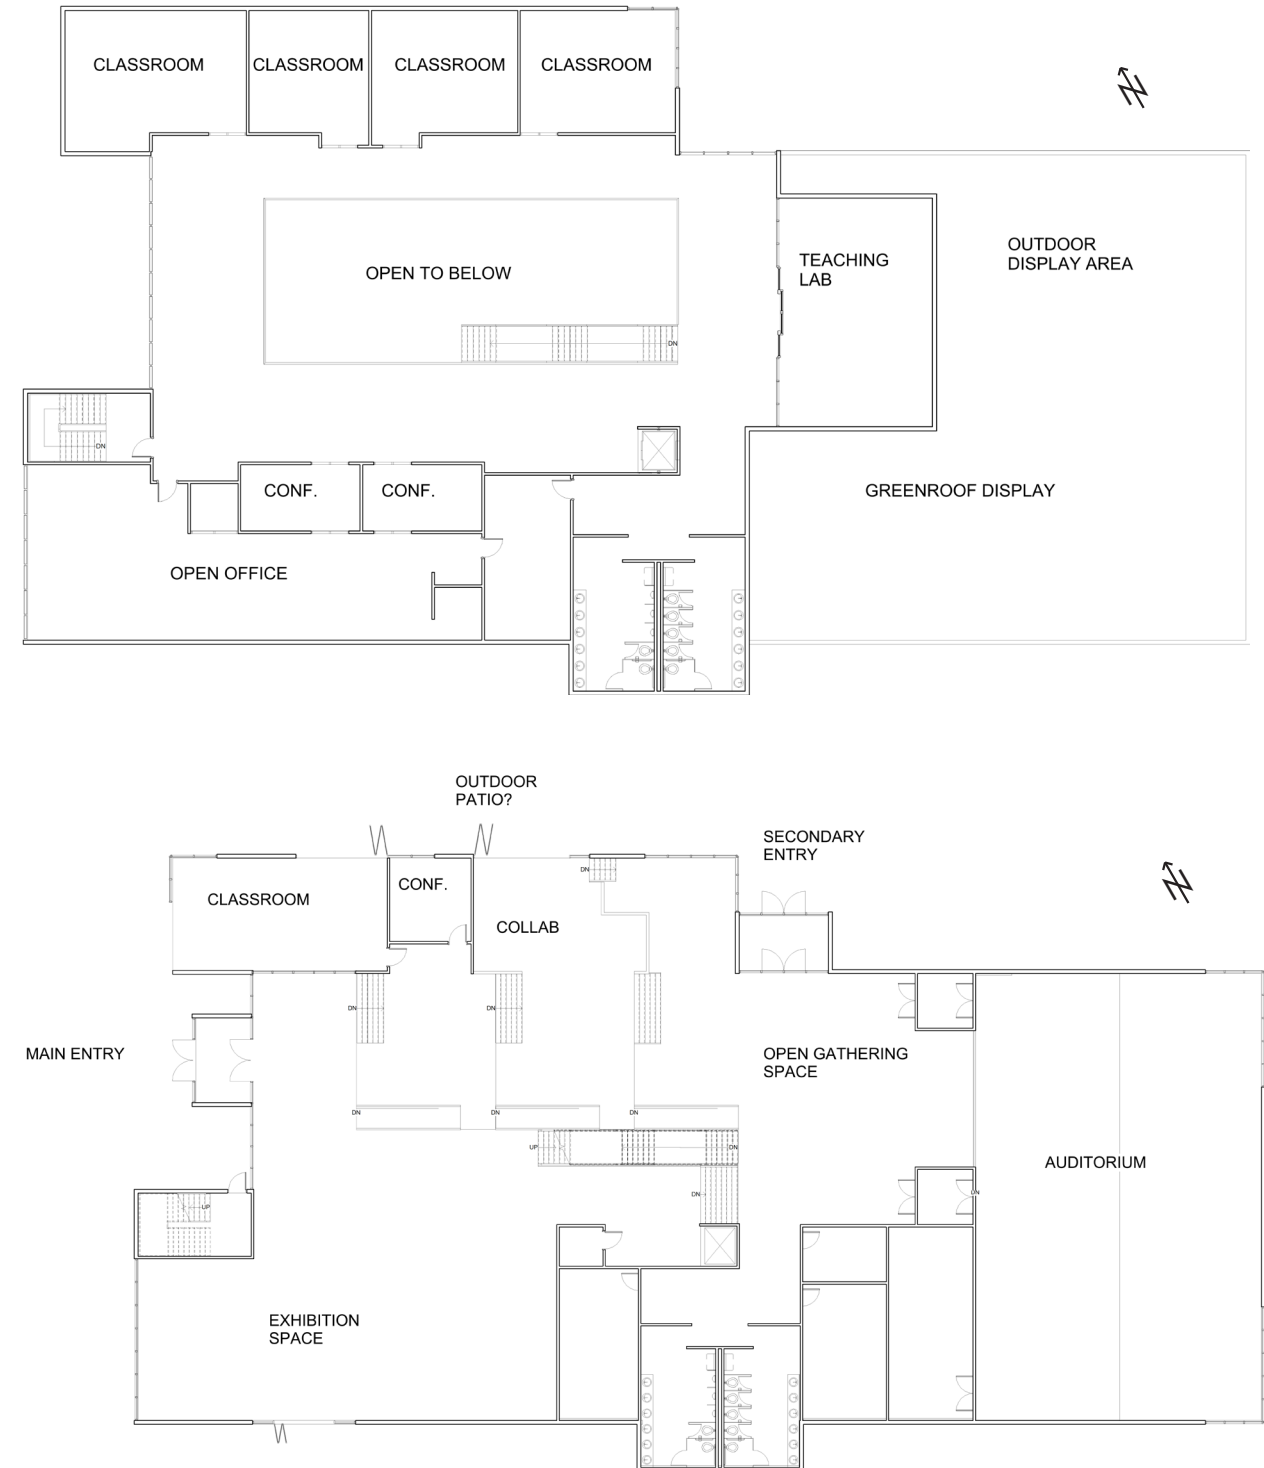 CLASSROOM CLASSROOM CLASSROOM CLASSROOM
N
OUTDOOR
DISPLAY AREA
TEACHING
LAB
OPEN TO BELOW
DN
DN
CONF. CONF.
GREENROOF DISPLAY
OPEN OFFICE
OUTDOOR
PATIO?
SECONDARY
ENTRY
DN
N
CONF.
CLASSROOM
COLLAB
DN DN
MAIN ENTRY
OPEN GATHERING
SPACE
DN DN DN
UP DN
AUDITORIUM
DN DN
UP
EXHIBITION
SPACE